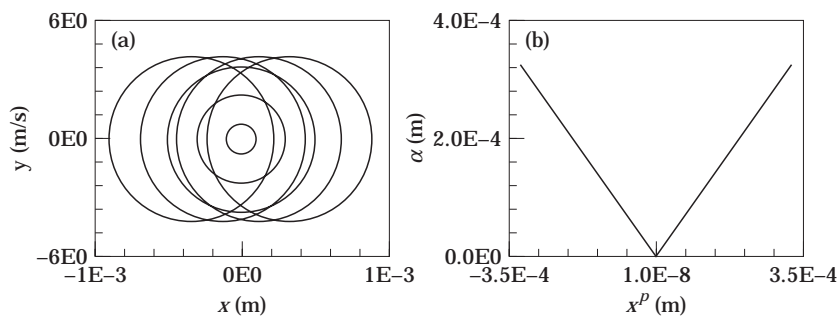 6E0
(a)
y (m/s)
0E0
−6E0
−1E−3
0E0
1E−3
x (m)
4.0E−4
(b)
α (m)
2.0E−4
0.0E0
−3.5E−4
1.0E−8
3.5E−4
x^p (m)